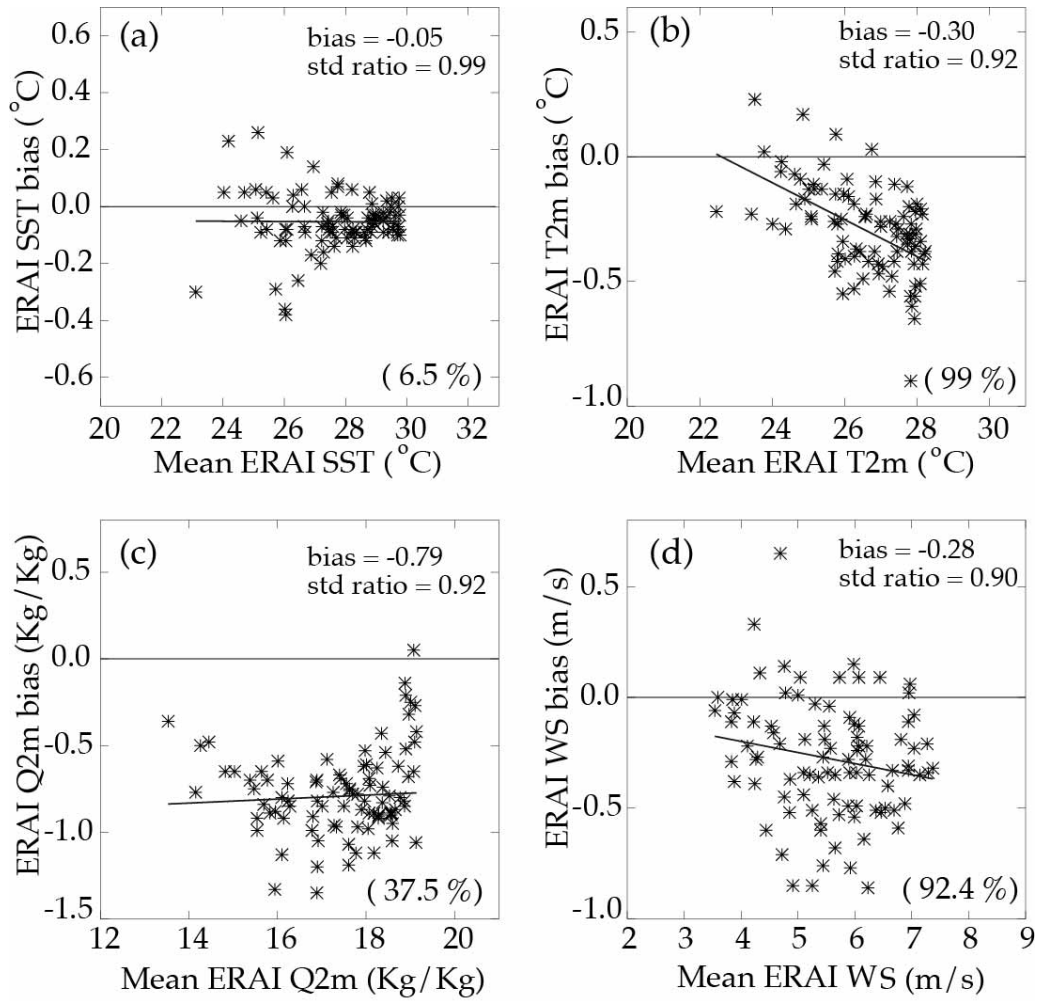 (a)
bias = -0.05
std ratio = 0.99
ERAI SST bias (°C)
0.6
0.4
0.2
0.0
-0.2
-0.4
-0.6
( 6.5 %)
20 22 24 26 28 30 32
Mean ERAI SST (°C)
(b)
bias = -0.30
std ratio = 0.92
ERAI T2m bias (°C)
0.5
0.0
-0.5
-1.0
( 99 %)
22 24 26 28 30
Mean ERAI T2m (°C)
(c)
bias = -0.79
std ratio = 0.92
ERAI Q2m bias (Kg/Kg)
0.5
0.0
-0.5
-1.0
-1.5
( 37.5 %)
12 14 16 18 20
Mean ERAI Q2m (Kg/Kg)
(d)
bias = -0.28
std ratio = 0.90
ERAI WS bias (m/s)
0.5
0.0
-0.5
-1.0
( 92.4 %)
2 3 4 5 6 7 8 9
Mean ERAI WS (m/s)